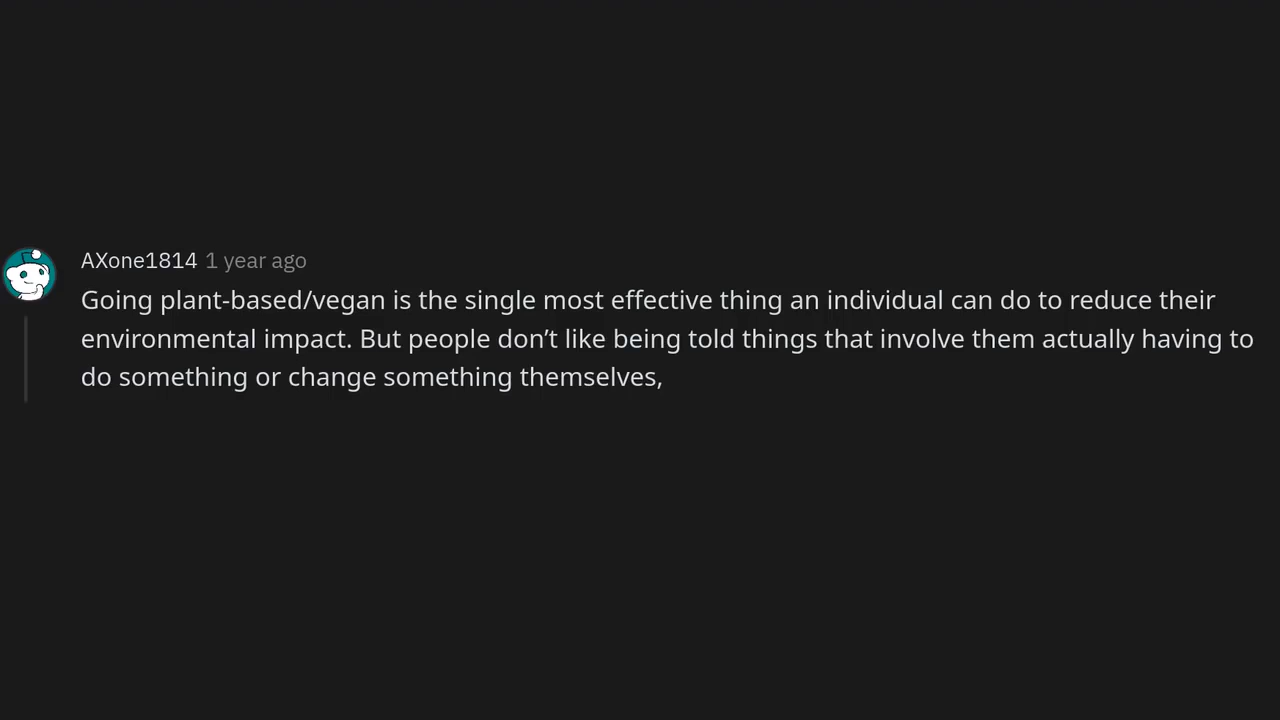 AXone1814 1 year ago
Going plant-based/vegan is the single most effective thing an individual can do to reduce their
environmental impact. But people don’t like being told things that involve them actually having to
do something or change something themselves,